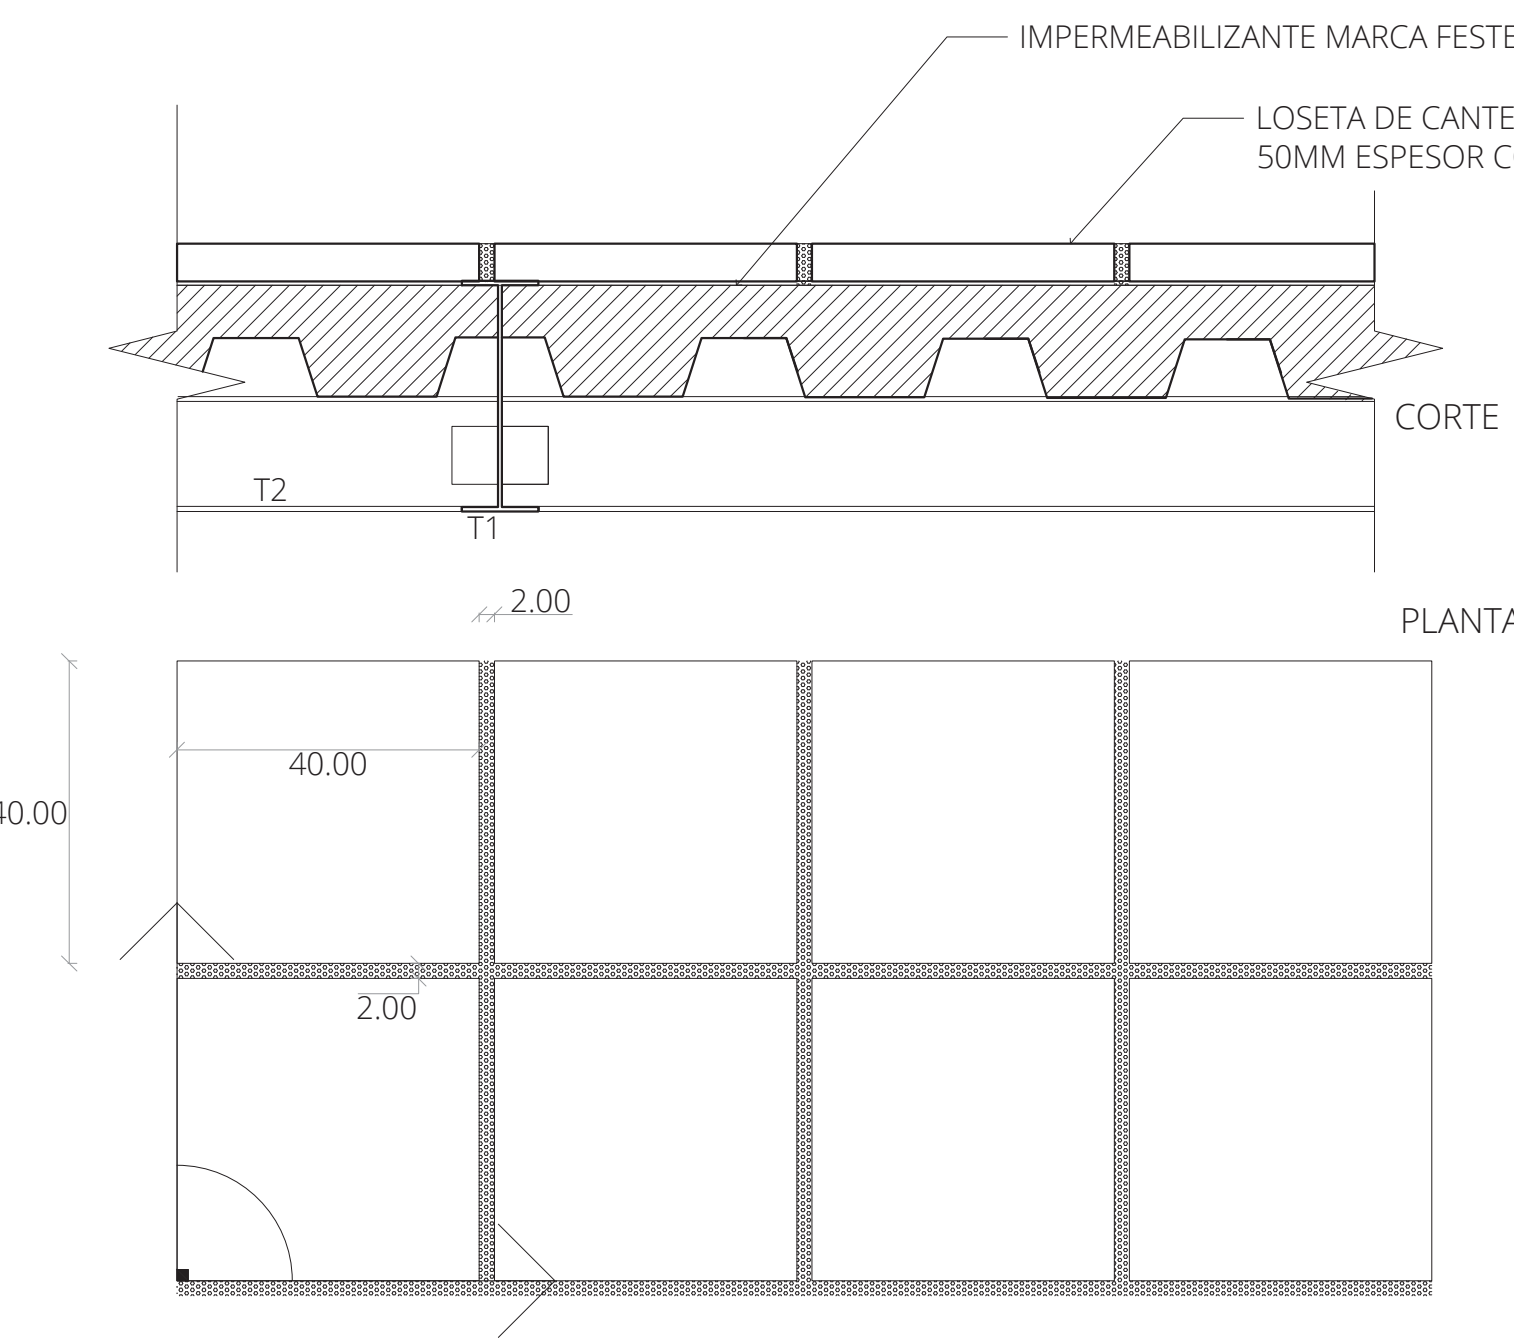 IMPERMEABILIZANTE MARCA FESTE
LOSETA DE CANTE
50MM ESPESOR
CORTE
T2
T1
2.00
PLANTA
40.00
40.00
2.00